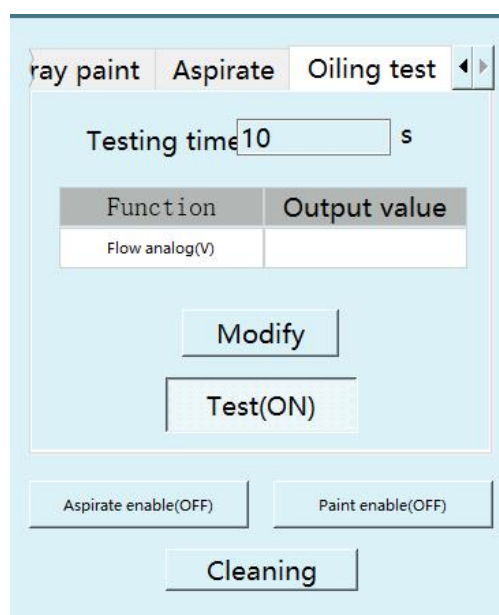 ray paint Aspirate Oiling test
Testing time 10 s
Function Output value
Flow analog(V)
Modify
Test(ON)
Aspirate enable(OFF) Paint enable(OFF)
Cleaning